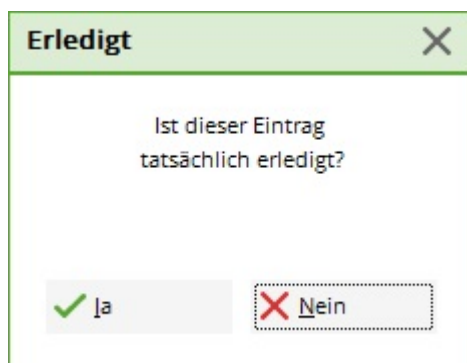 Erledigt
Ist dieser Eintrag
tatsächlich erledigt?
Ja
Nein